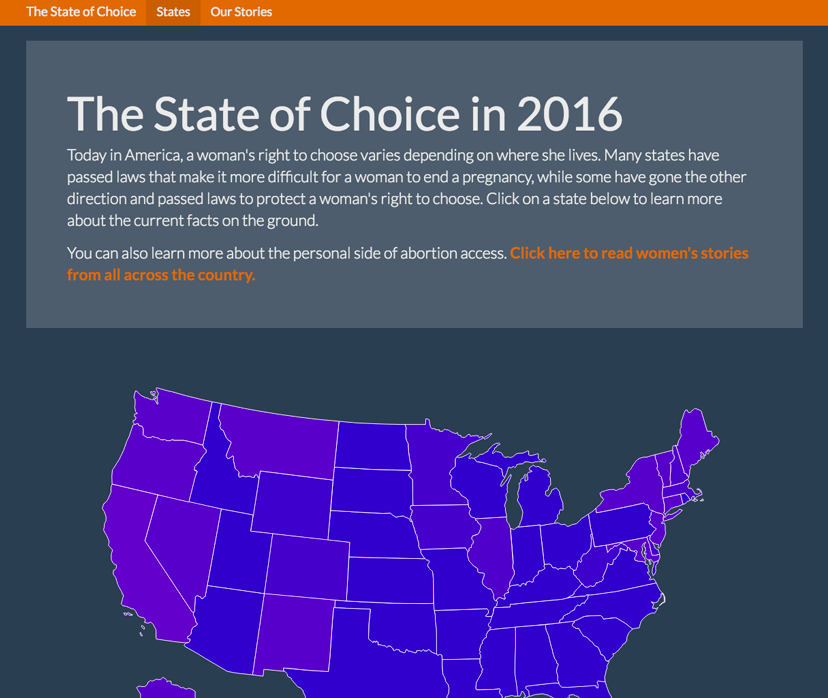 The State of Choice States Our Stories
The State of Choice in 2016
Today in America, a woman's right to choose varies depending on where she lives. Many states have
passed laws that make it more difficult for a woman to end a pregnancy, while some have gone the other
direction and passed laws to protect a woman's right to choose. Click on a state below to learn more
about the current facts on the ground.
You can also learn more about the personal side of abortion access. Click here to read women's stories
from all across the country.